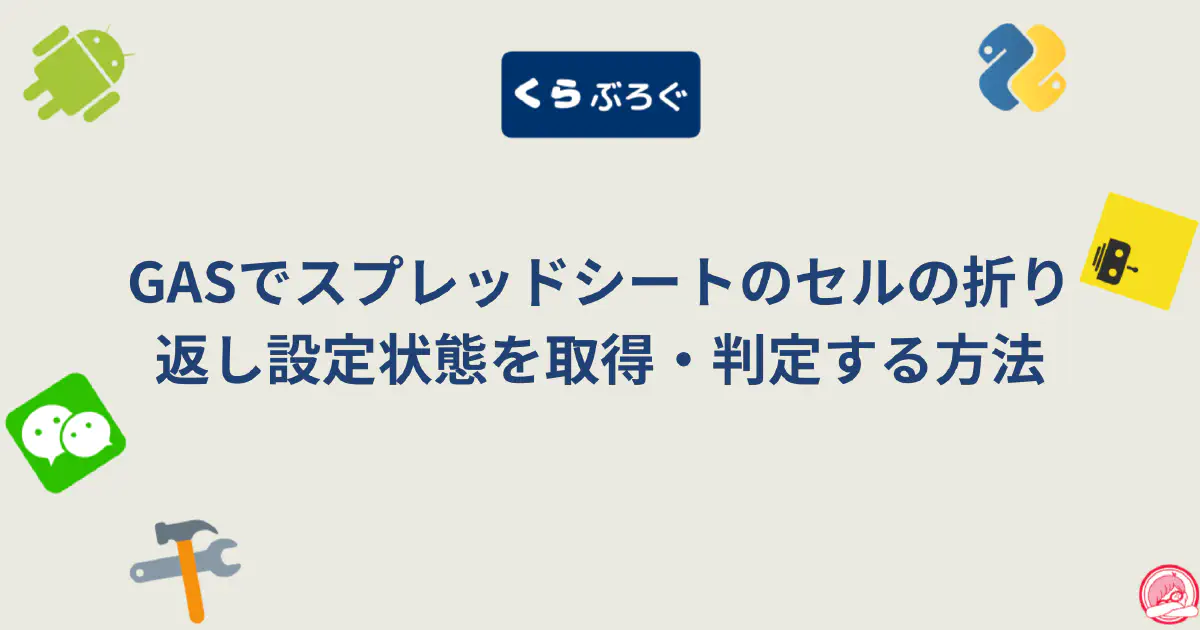 くらぶろぐ
GASでスプレッドシートのセルの折り
返し設定状態を取得・判定する方法